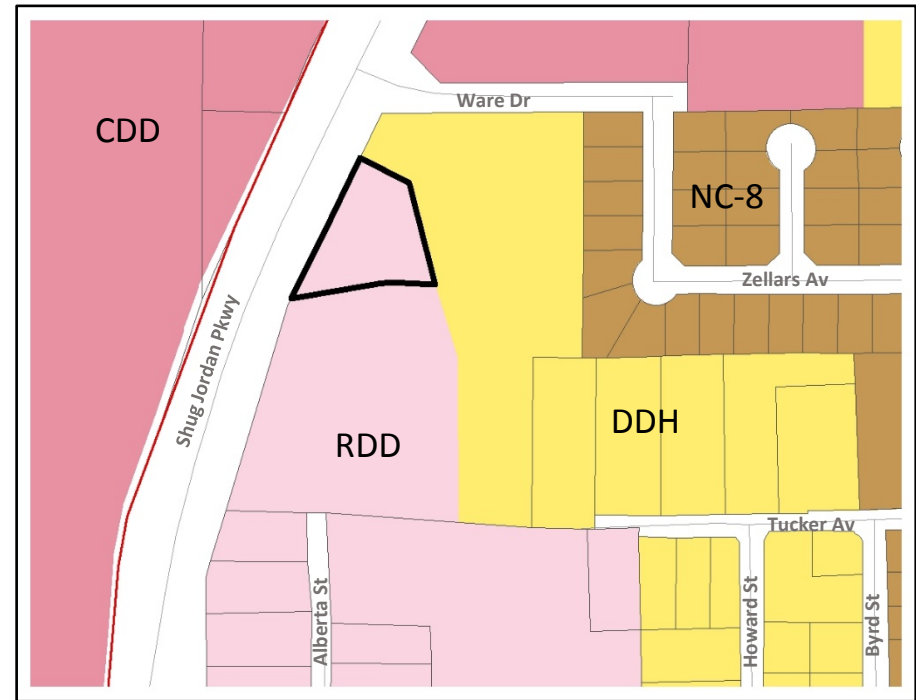 Ware Dr
CDD
NC-8
Zellars Av
Shug Jordan Pkwy
DDH
RDD
Tucker Av
Alberta St
Howard St
Byrd St